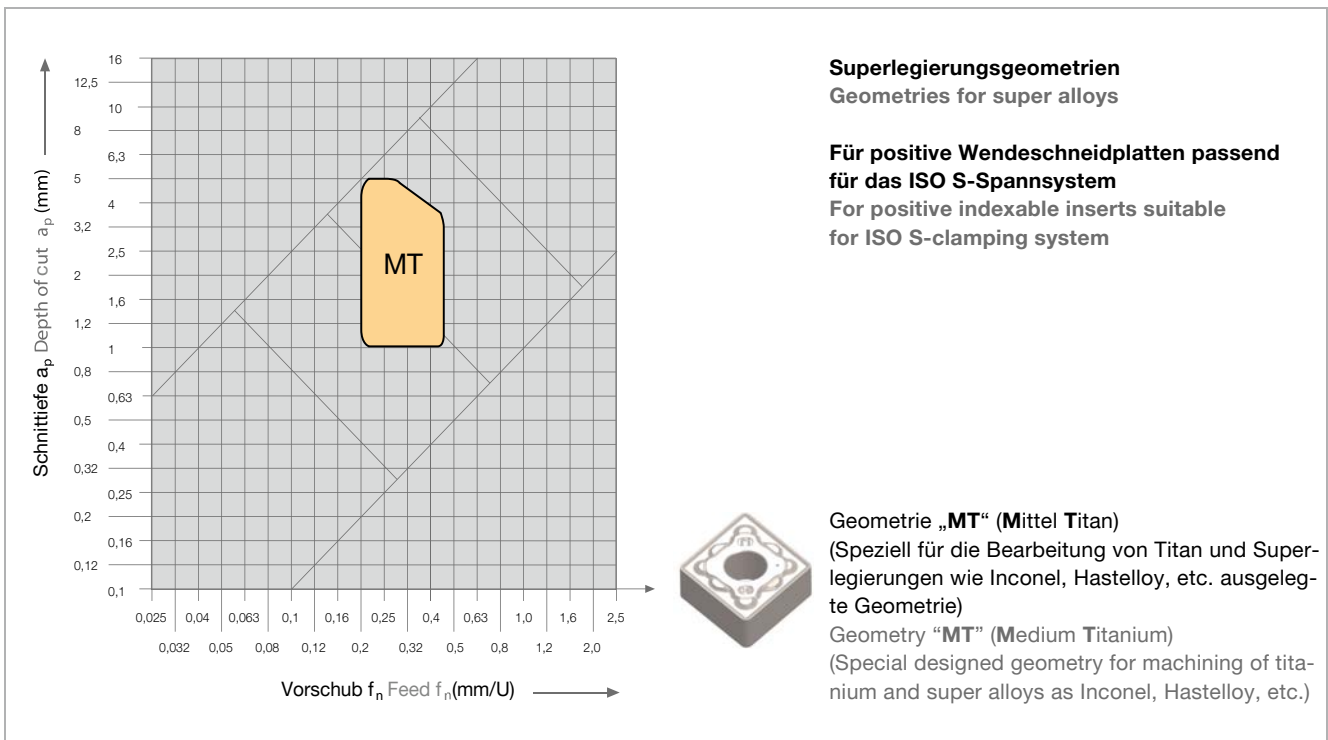 16
12,5
10
8
6,3
5
4
3,2
2,5
2
1,6
1,2
1
0,8
0,63
0,5
0,4
0,32
0,25
0,2
0,16
0,12
0,1
Schnittiefe ap Depth of cut ap (mm)
MT
0,025 0,04 0,063 0,1 0,16 0,25 0,4 0,63 1,0 1,6 2,5
0,032 0,05 0,08 0,12 0,2 0,32 0,5 0,8 1,2 2,0
Vorschub fn Feed fn(mm/U)
Superlegierungsgeometrien
Geometries for super alloys
Für positive Wendeschneidplatten passend
für das ISO S-Spannsystem
For positive indexable inserts suitable
for ISO S-clamping system
Geometrie „MT“ (Mittel Titan)
(Speziell für die Bearbeitung von Titan und Super-
legierungen wie Inconel, Hastelloy, etc. ausgeleg-
te Geometrie)
Geometry “MT” (Medium Titanium)
(Special designed geometry for machining of tita-
nium and super alloys as Inconel, Hastelloy, etc.)